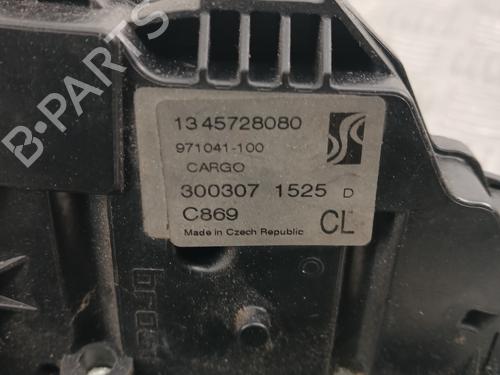 1345728080
971041-100
CARGO
300307 1525 D
C869
CL
Made in Czech Republic
B-PARTS